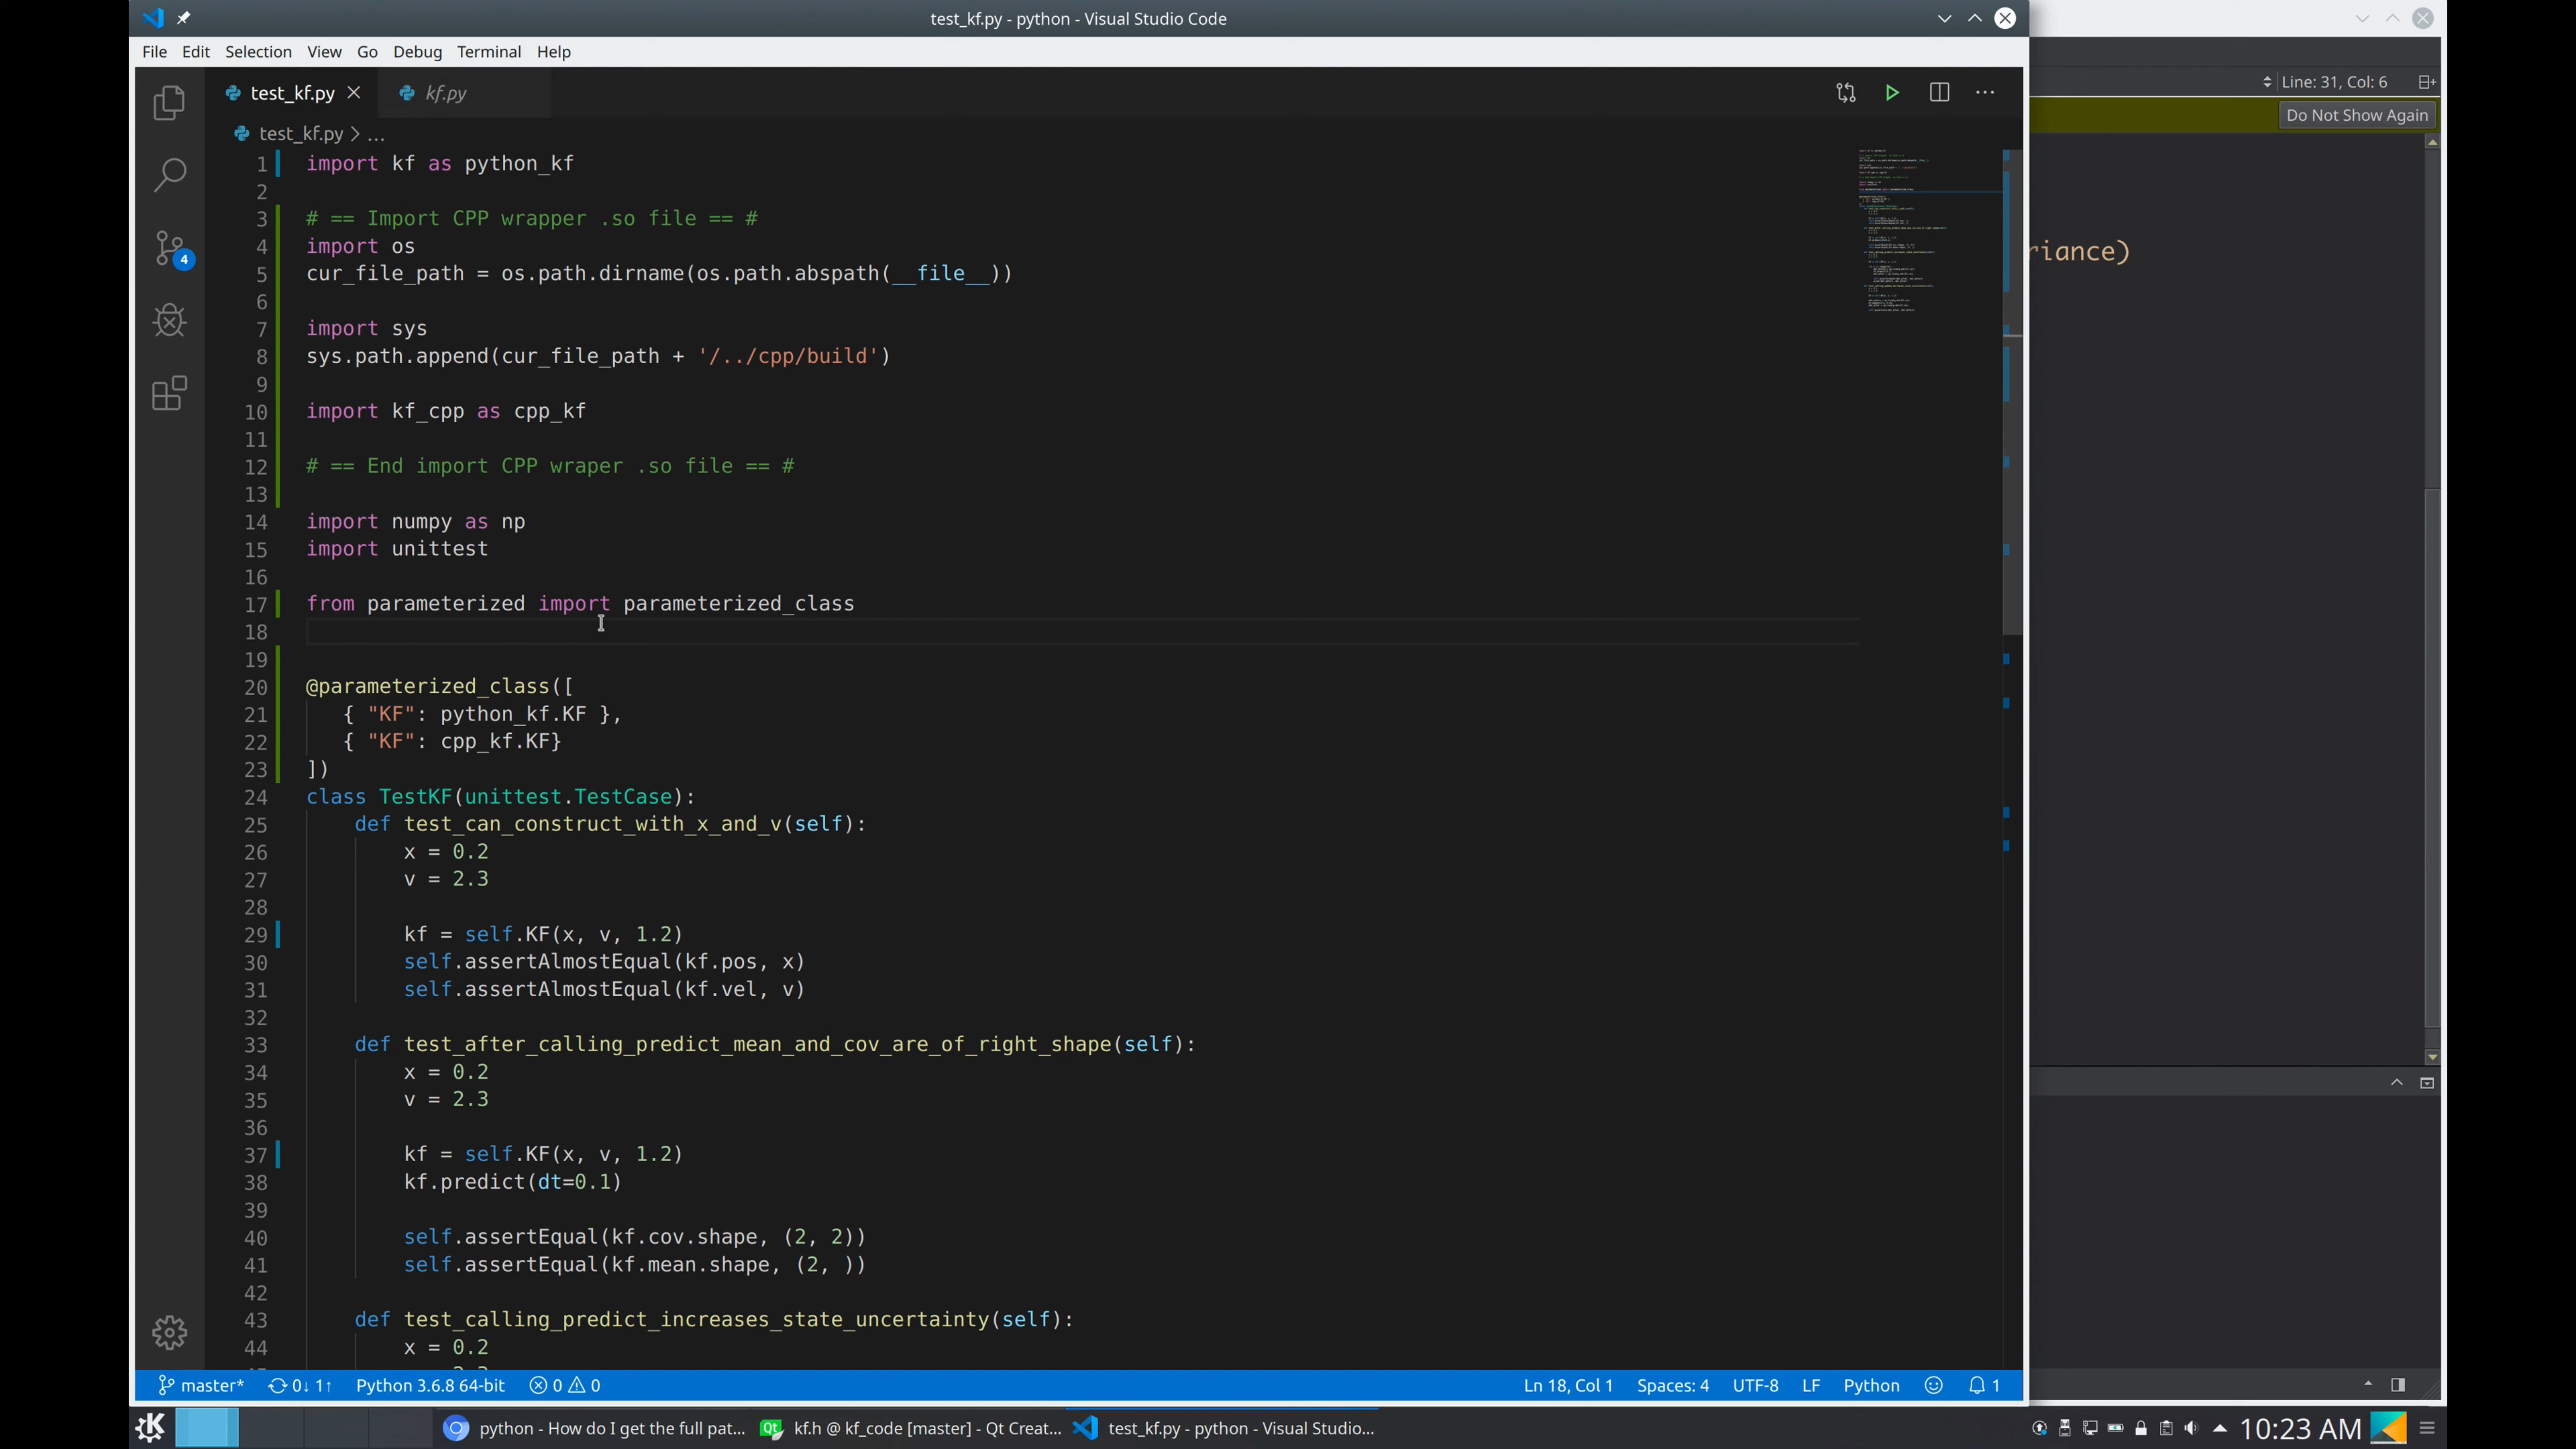 test_kf.py - python - Visual Studio Code
File Edit Selection View Go Debug Terminal Help
test_kf.py kf.py
Line: 31, Col: 6
Do Not Show Again
test_kf.py > ...
1 import kf as python_kf
2
3 # == Import CPP wrapper .so file == #
4 import os
5 cur_file_path = os.path.dirname(os.path.abspath(__file__))
6
7 import sys
8 sys.path.append(cur_file_path + '/../cpp/build')
9
10 import kf_cpp as cpp_kf
11
12 # == End import CPP wraper .so file == #
13
14 import numpy as np
15 import unittest
16
17 from parameterized import parameterized_class
18
19
20 @parameterized_class([
21 { "KF": python_kf.KF },
22 { "KF": cpp_kf.KF}
23 ])
24 class TestKF(unittest.TestCase):
25 def test_can_construct_with_x_and_v(self):
26 x = 0.2
27 v = 2.3
28
29 kf = self.KF(x, v, 1.2)
30 self.assertAlmostEqual(kf.pos, x)
31 self.assertAlmostEqual(kf.vel, v)
32
33 def test_after_calling_predict_mean_and_cov_are_of_right_shape(self):
34 x = 0.2
35 v = 2.3
36
37 kf = self.KF(x, v, 1.2)
38 kf.predict(dt=0.1)
39
40 self.assertEqual(kf.cov.shape, (2, 2))
41 self.assertEqual(kf.mean.shape, (2, ))
42
43 def test_calling_predict_increases_state_uncertainty(self):
44 x = 0.2
riance)
4
master* 0↓ 1↑ Python 3.6.8 64-bit 0 0 Ln 18, Col 1 Spaces: 4 UTF-8 LF Python 1
python - How do I get the full pat... kf.h @ kf_code [master] - Qt Creat... test_kf.py - python - Visual Studio... 10:23 AM